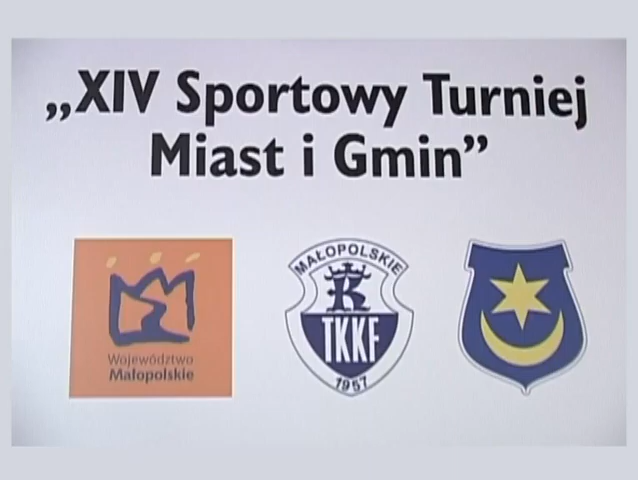 „XIV Sportowy Turniej
Miast i Gmin”
Województwo
Małopolskie
MAŁOPOLSKIE
K
TKKF
1957